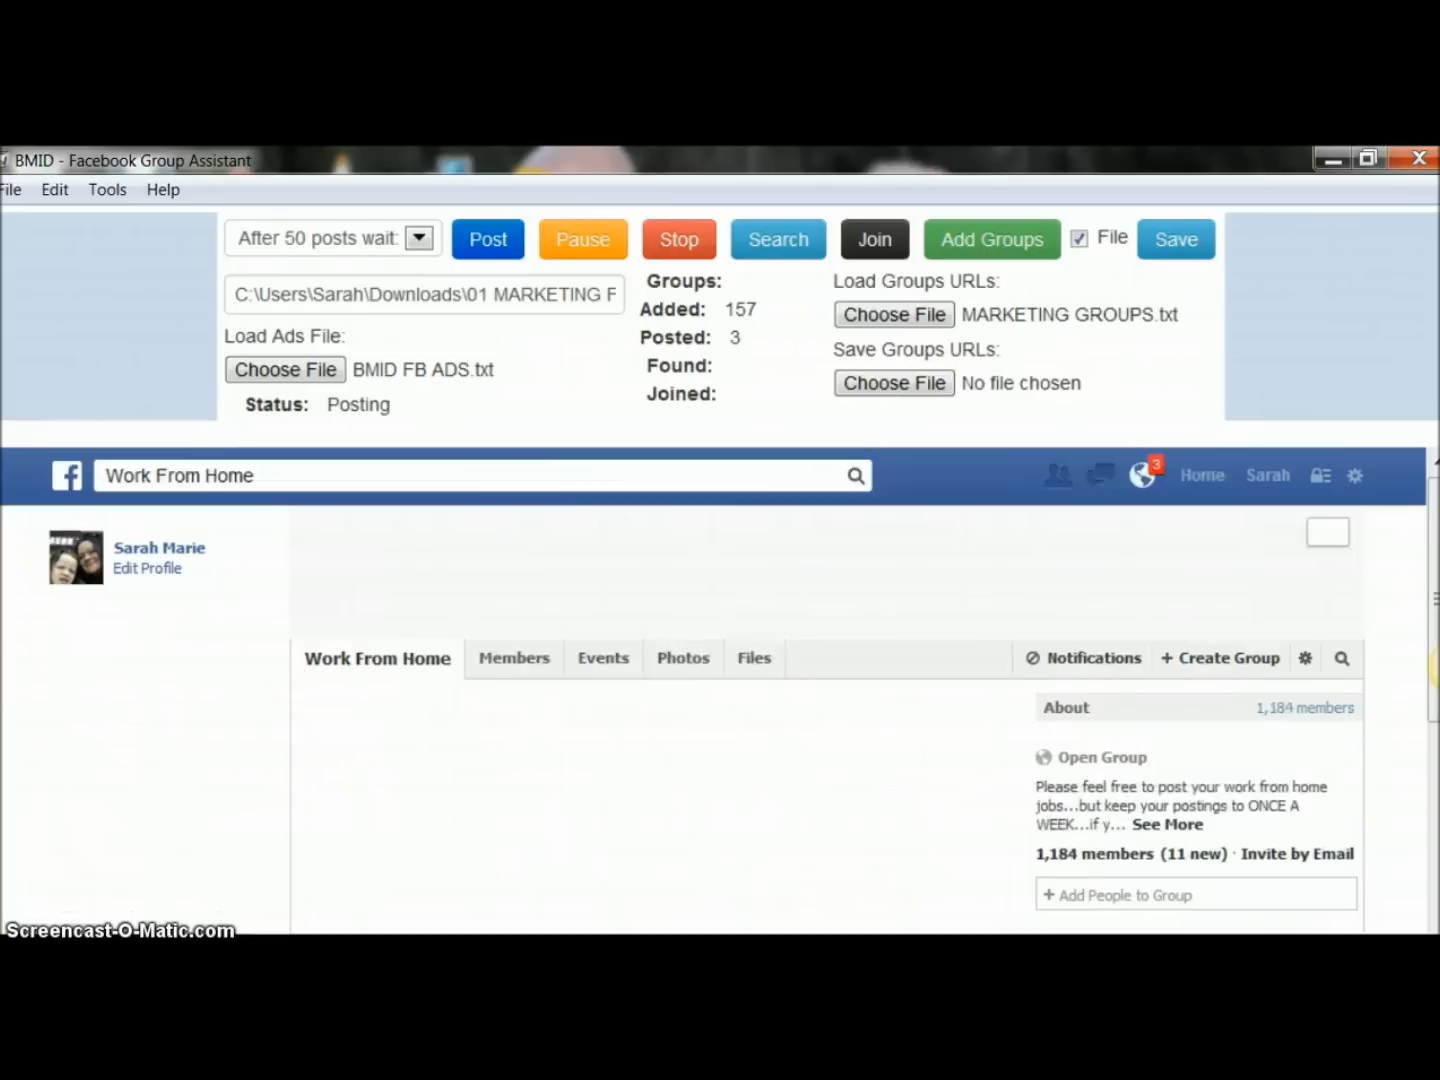 BMID - Facebook Group Assistant
File Edit Tools Help
After 50 posts wait: Post Pause Stop Search Join Add Groups File Save
C:\Users\Sarah\Downloads\01 MARKETING F
Load Ads File:
Choose File BMID FB ADS.txt
Status: Posting
Groups:
Added: 157
Posted: 3
Found:
Joined:
Load Groups URLs:
Choose File MARKETING GROUPS.txt
Save Groups URLs:
Choose File No file chosen
Work From Home
3
Home Sarah
Sarah Marie
Edit Profile
Work From Home Members Events Photos Files Notifications + Create Group
About 1,184 members
Open Group
Please feel free to post your work from home
jobs...but keep your postings to ONCE A
WEEK...if y... See More
1,184 members (11 new) · Invite by Email
+ Add People to Group
Screencast-O-Matic.com